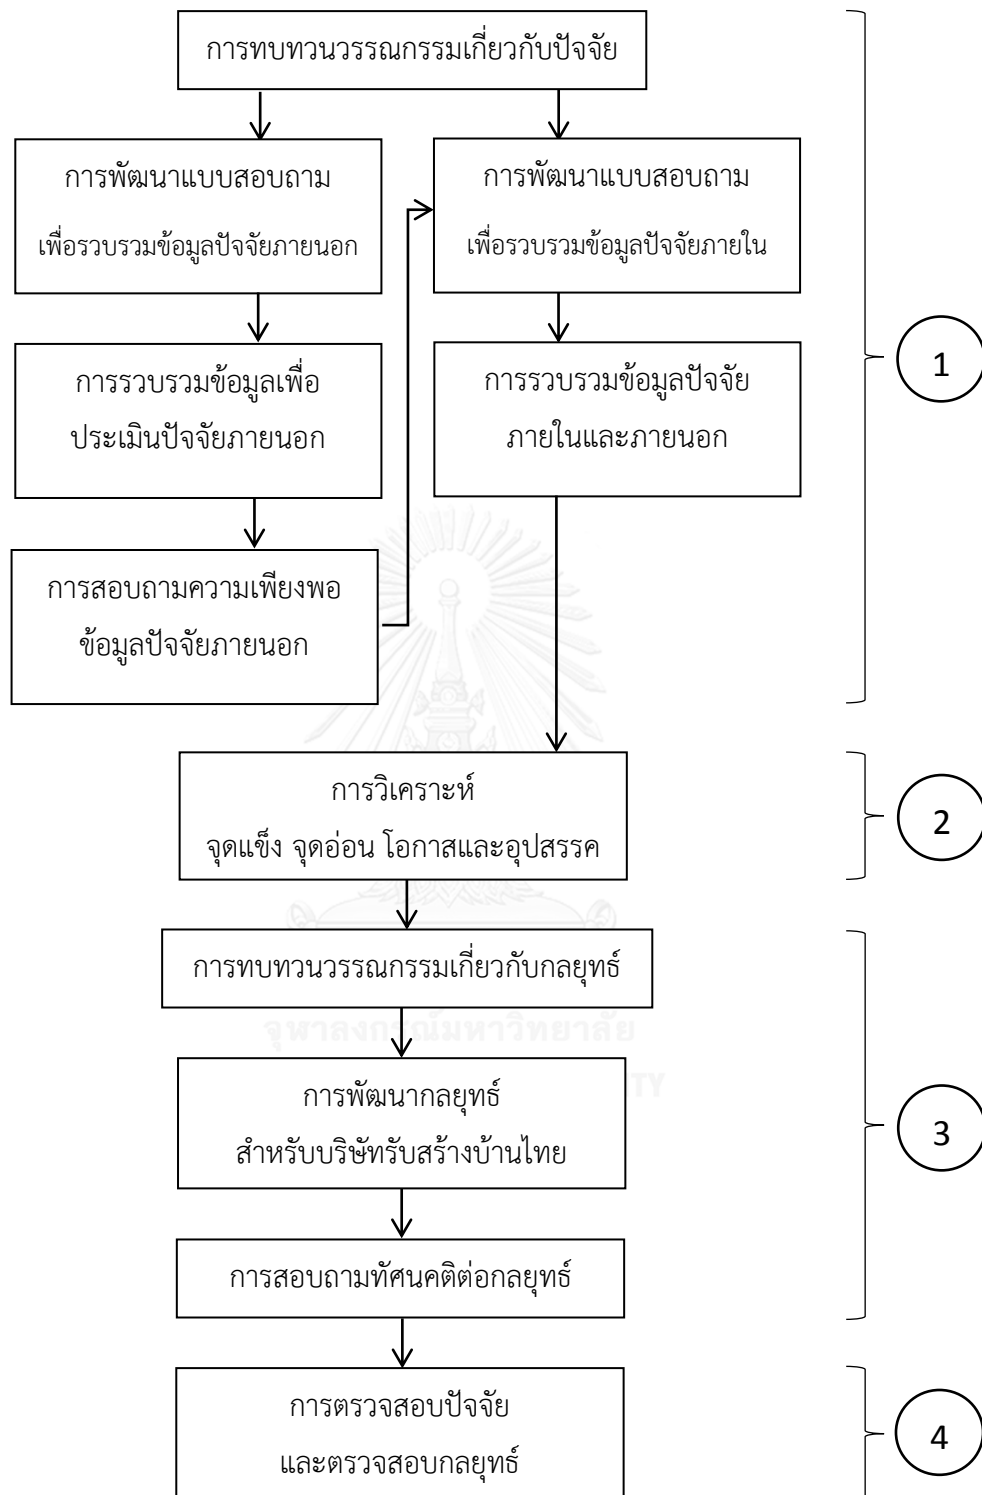 การทบทวนวรรณกรรมเกี่ยวกับปัจจัย
การพัฒนาแบบสอบถาม
เพื่อรวบรวมข้อมูลปัจจัยภายนอก
การพัฒนาแบบสอบถาม
เพื่อรวบรวมข้อมูลปัจจัยภายใน
การรวบรวมข้อมูลเพื่อ
ประเมินปัจจัยภายนอก
การรวบรวมข้อมูลปัจจัย
ภายในและภายนอก
1
การสอบถามความเพียงพอ
ข้อมูลปัจจัยภายนอก
การวิเคราะห์
จุดแข็ง จุดอ่อน โอกาสและอุปสรรค
2
การทบทวนวรรณกรรมเกี่ยวกับกลยุทธ์
จุฬาลงกรณ์มหาวิทยาลัย
TY
การพัฒนากลยุทธ์
สำหรับบริษัทรับสร้างบ้านไทย
3
การสอบถามทัศนคติต่อกลยุทธ์
การตรวจสอบปัจจัย
และตรวจสอบกลยุทธ์
4